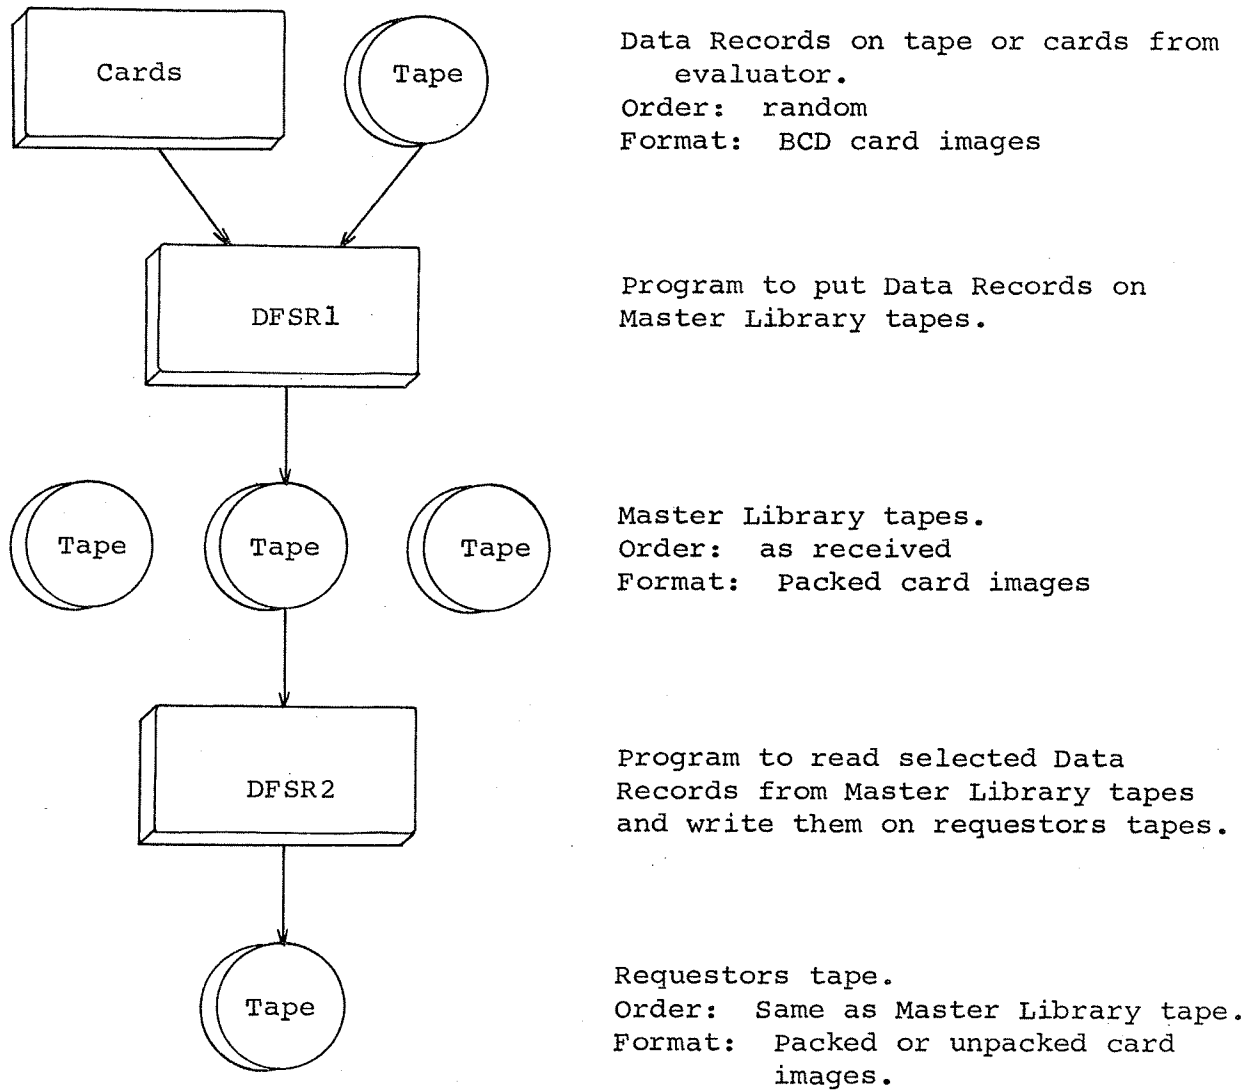 Cards
Tape
Data Records on tape or cards from
evaluator.
Order: random
Format: BCD card images
DFSR1
Program to put Data Records on
Master Library tapes.
Tape
Tape
Tape
Master Library tapes.
Order: as received
Format: Packed card images
DFSR2
Program to read selected Data
Records from Master Library tapes
and write them on requestors tapes.
Tape
Requestors tape.
Order: Same as Master Library tape.
Format: Packed or unpacked card
images.